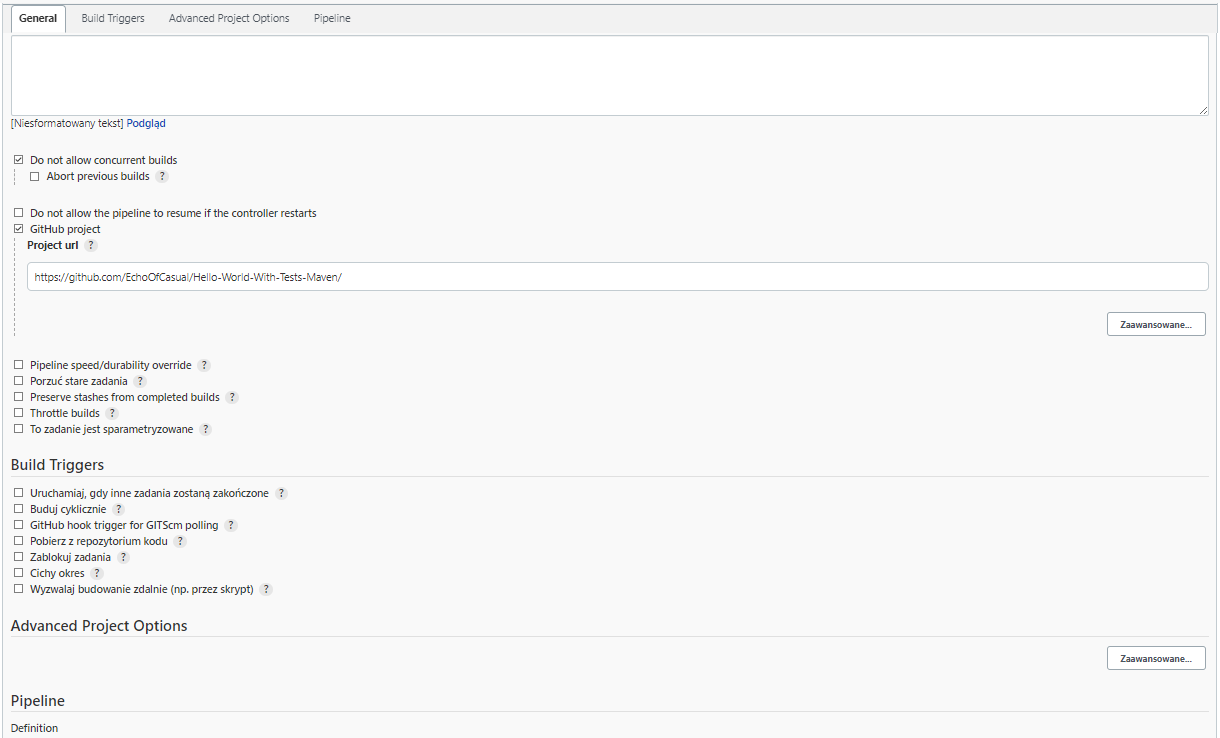 General Build Triggers Advanced Project Options Pipeline
[Niesformatowany tekst] Podgląd
Do not allow concurrent builds
Abort previous builds ?
Do not allow the pipeline to resume if the controller restarts
GitHub project
Project url ?
https://github.com/EchoOfCasual/Hello-World-With-Tests-Maven/
Zaawansowane...
Pipeline speed/durability override ?
Porzuć stare zadania ?
Preserve stashes from completed builds ?
Throttle builds ?
To zadanie jest sparametryzowane ?
Build Triggers
Uruchamiaj, gdy inne zadania zostaną zakończone ?
Buduj cyklicznie ?
GitHub hook trigger for GITScm polling ?
Pobierz z repozytorium kodu ?
Zablokuj zadania ?
Cichy okres ?
Wyzwalaj budowanie zdalnie (np. przez skrypt) ?
Advanced Project Options
Zaawansowane...
Pipeline
Definition